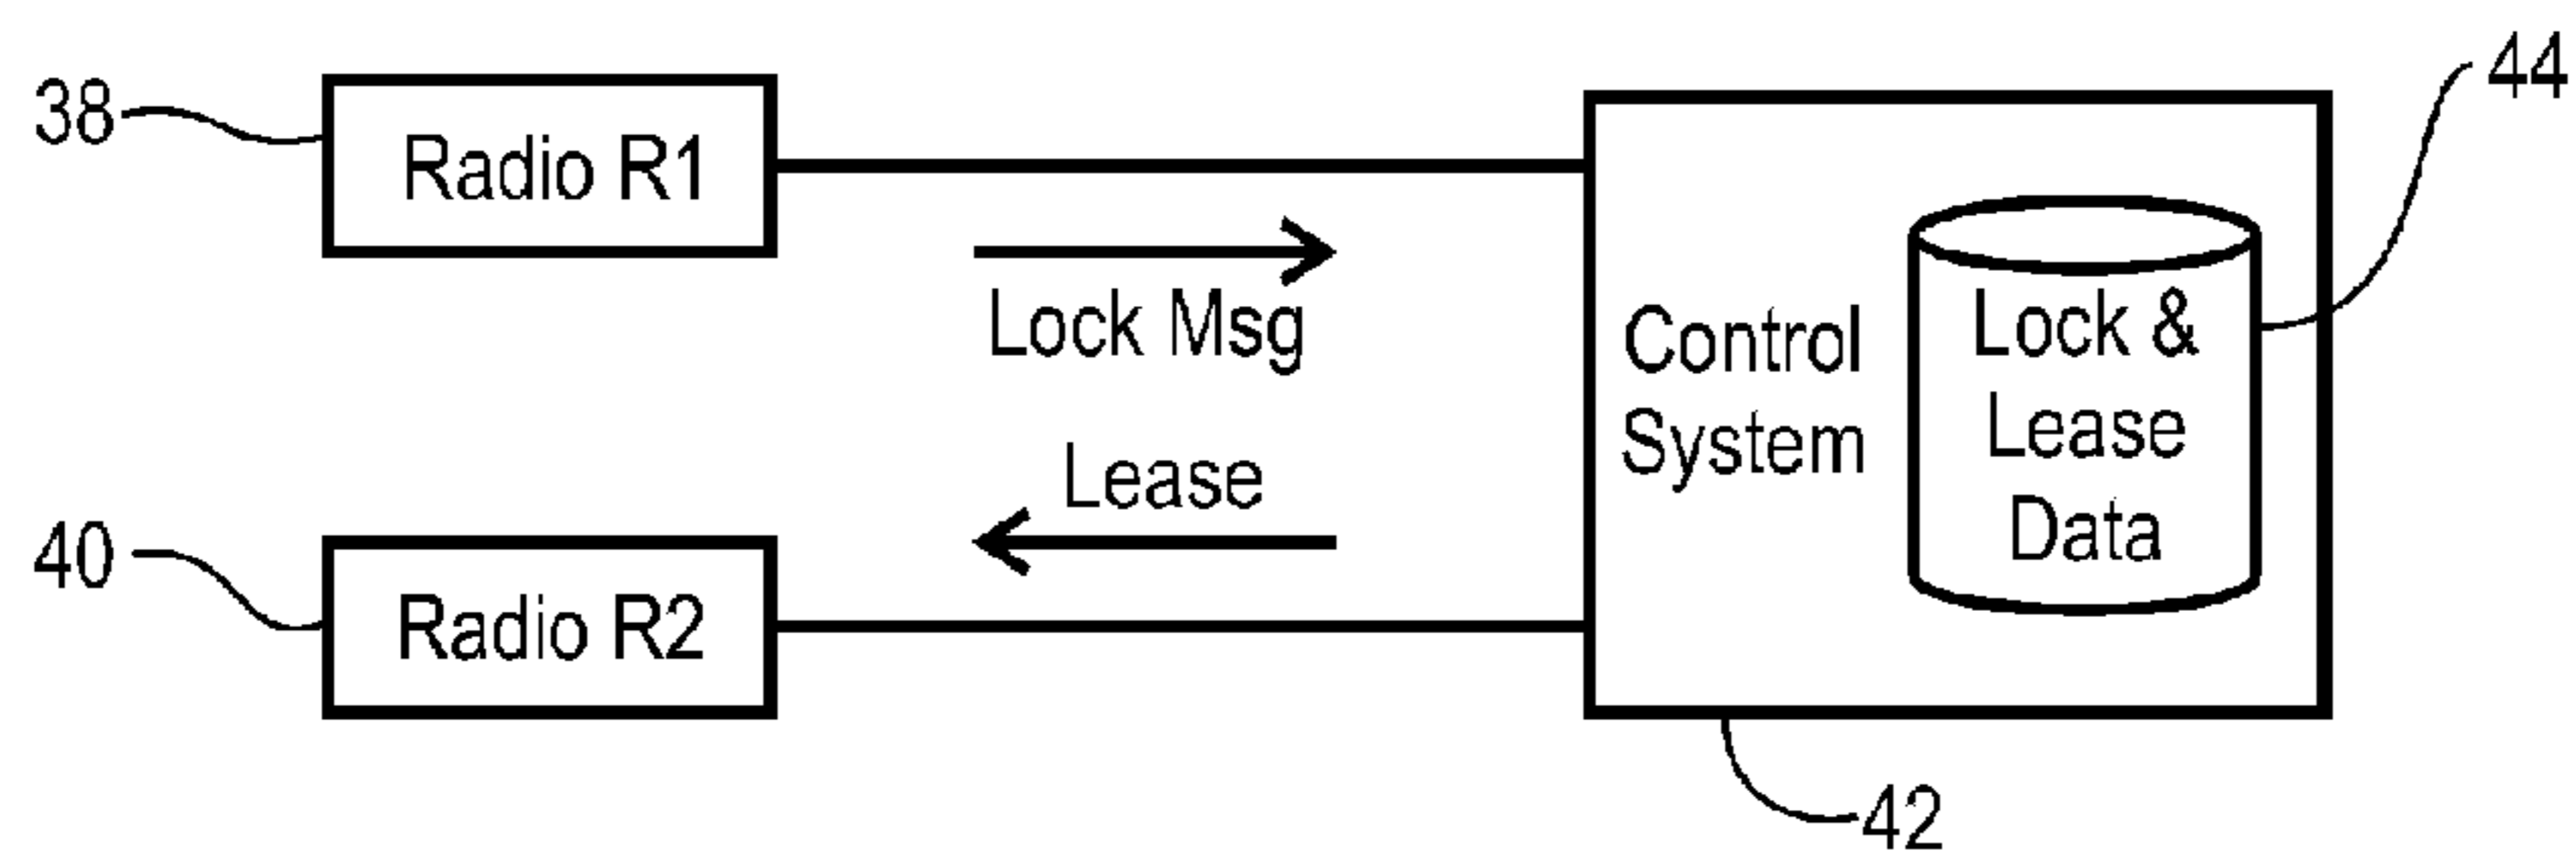 38
Radio R1
44
Lock Msg
Control
System
Lock &
Lease
Data
Lease
40
Radio R2
42